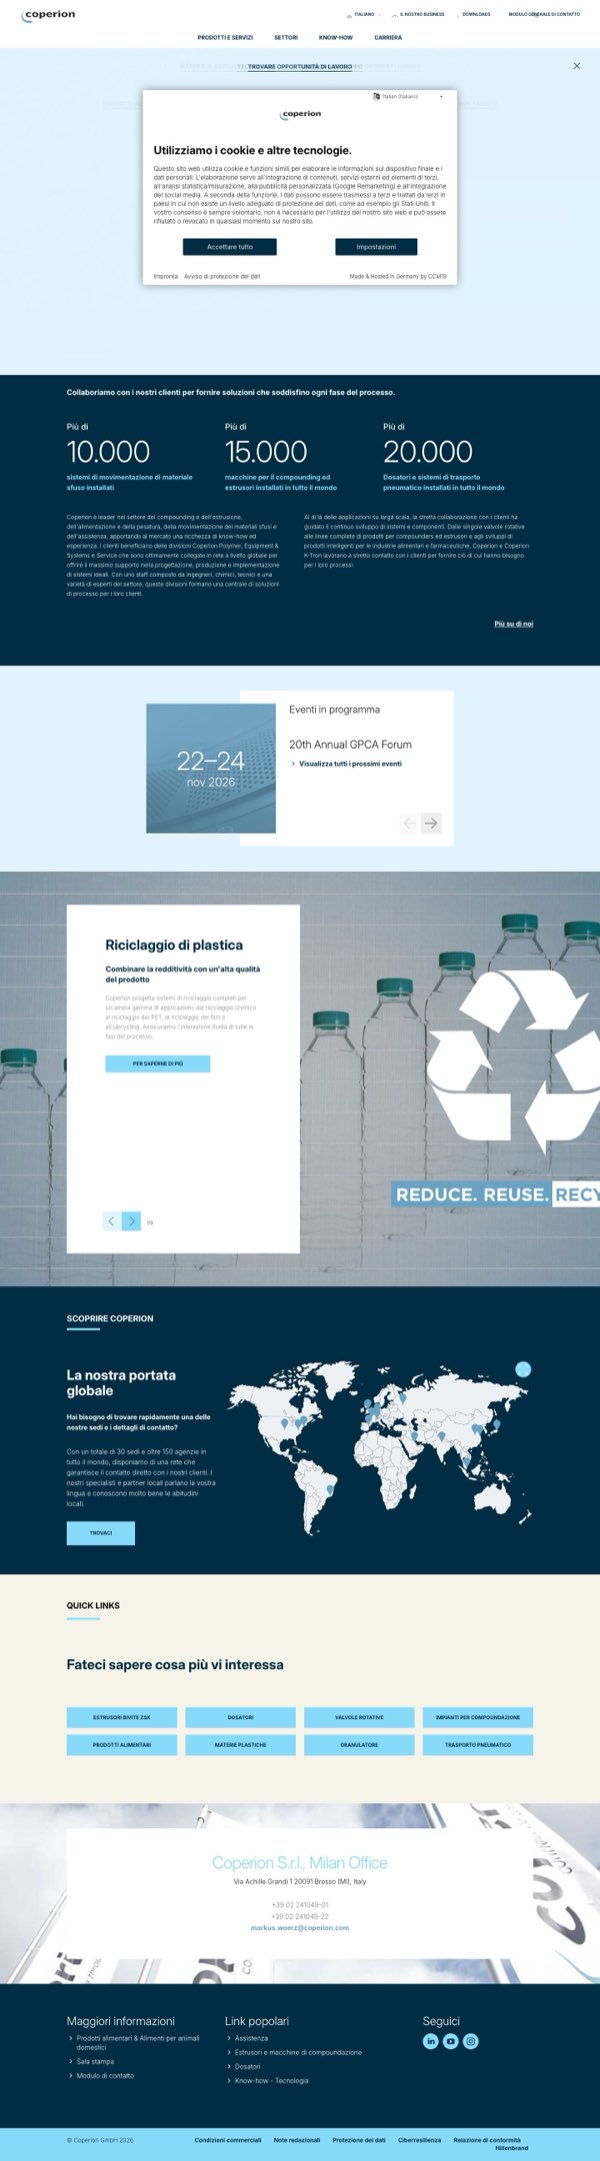 coperion
ITALIANO
IL NOSTRO BUSINESS
DOWNLOADS
MODULO GENERALE DI CONTATTO
PRODOTTI E SERVIZI
SETTORI
KNOW-HOW
CARRIERA
TROVARE OPPORTUNITÀ DI LAVORO
Italian (Italiano)
coperion
Utilizziamo i cookie e altre tecnologie.
Questo sito web utilizza cookie e funzioni simili per elaborare le informazioni sul dispositivo finale e i
dati personali. L'elaborazione serve all'integrazione di contenuti, servizi esterni ed elementi di terzi,
all'analisi statistica/misurazione, alla pubblicità personalizzata (Google Remarketing) e all'integrazione
dei social media. A seconda della funzione, i dati possono essere trasmessi a terzi e trattati da terzi in
paesi in cui non esiste un livello adeguato di protezione dei dati, come ad esempio gli Stati Uniti. Il
vostro consenso è sempre volontario, non è necessario per l'utilizzo del nostro sito web e può essere
rifiutato o revocato in qualsiasi momento sul nostro sito.
Accettare tutto
Impostazioni
Impronta
Avviso di protezione dei dati
Made & Hosted in Germany by CCM19
Collaboriamo con i nostri clienti per fornire soluzioni che soddisfino ogni fase del processo.
Più di
10.000
sistemi di movimentazione di materiale
sfuso installati
Più di
15.000
macchine per il compounding ed
estrusori installati in tutto il mondo
Più di
20.000
Dosatori e sistemi di trasporto
pneumatico installati in tutto il mondo
Coperion è leader nel settore del compounding e dell'estrusione,
dell'alimentazione e della pesatura, della movimentazione dei materiali sfusi e
dell'assistenza, apportando al mercato una ricchezza di know-how ed
esperienza. I clienti beneficiano delle divisioni Coperion Polymer, Equipment &
Systems e Service che sono ottimamente collegate in rete a livello globale per
offrire il massimo supporto nella progettazione, produzione e implementazione
di sistemi ideali. Con uno staff composto da ingegneri, chimici, tecnici e una
varietà di esperti del settore, queste divisioni formano una centrale di soluzioni
di processo per i loro clienti.
Al di là delle applicazioni su larga scala, la stretta collaborazione con i clienti ha
guidato il continuo sviluppo di sistemi e componenti. Dalle singole valvole rotative
alle linee complete di prodotti per compounders ed estrusori e agli sviluppi di
prodotti intelligenti per le industrie alimentari e farmaceutiche, Coperion e Coperion
K-Tron lavorano a stretto contatto con i clienti per fornire ciò di cui hanno bisogno
per i loro processi.
Più su di noi
22–24
nov 2026
Eventi in programma
20th Annual GPCA Forum
Visualizza tutti i prossimi eventi
Riciclaggio di plastica
Combinare la redditività con un'alta qualità
del prodotto
Coperion progetta sistemi di riciclaggio completi per
un'ampia gamma di applicazioni, dal riciclaggio chimico
al riciclaggio del PET, al riciclaggio dei film e
all'upcycling. Assicuriamo l'interazione fluida di tutte le
fasi del processo.
PER SAPERNE DI PIÙ
REDUCE. REUSE. RECY
SCOPRIRE COPERION
La nostra portata
globale
Hai bisogno di trovare rapidamente una delle
nostre sedi e i dettagli di contatto?
Con un totale di 30 sedi e oltre 150 agenzie in
tutto il mondo, disponiamo di una rete che
garantisce il contatto diretto con i nostri clienti. I
nostri specialisti e partner locali parlano la vostra
lingua e conoscono molto bene le abitudini
locali.
TROVACI
QUICK LINKS
Fateci sapere cosa più vi interessa
ESTRUSORI BIVITE ZSK
DOSATORI
VALVOLE ROTATIVE
IMPIANTI PER COMPOUNDAZIONE
PRODOTTI ALIMENTARI
MATERIE PLASTICHE
GRANULATORE
TRASPORTO PNEUMATICO
Coperion S.r.l., Milan Office
Via Achille Grandi 1 20091 Bresso (MI), Italy
+39 02 241049-01
+39 02 241049-22
markus.woerz@coperion.com
Maggiori informazioni
Prodotti alimentari & Alimenti per animali
domestici
Sala stampa
Modulo di contatto
Link popolari
Assistenza
Estrusori e macchine di compoundazione
Dosatori
Know-how - Tecnologia
Seguici
© Coperion GmbH 2026
Condizioni commerciali
Note redazionali
Protezione dei dati
Ciberresilienza
Relazione di conformità
Hillenbrand